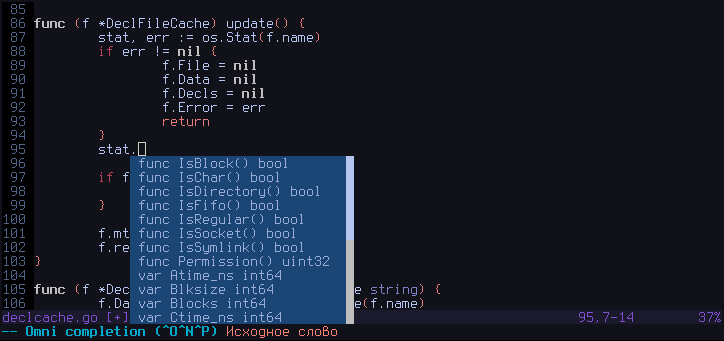 85
86 func (f *DeclFileCache) update() {
87 stat, err := os.Stat(f.name)
88 if err != nil {
89 f.File = nil
90 f.Data = nil
91 f.Decls = nil
92 f.Error = err
93 return
94 }
95 stat.
96 func IsBlock() bool
97 if f func IsChar() bool
98 func IsDirectory() bool
99 } func IsFifo() bool
100 func IsRegular() bool
101 f.mt func IsSocket() bool
102 f.re func IsSymlink() bool
103 } func Permission() uint32
104 var Atime_ns int64
105 func (f *Dec var Blksize int64 e string) {
106 f.Da var Blocks int64 e(f.name)
declcache.go [+] var Ctime_ns int64 95,7-14 37%
-- Omni completion (^O^N^P) Исходное слово